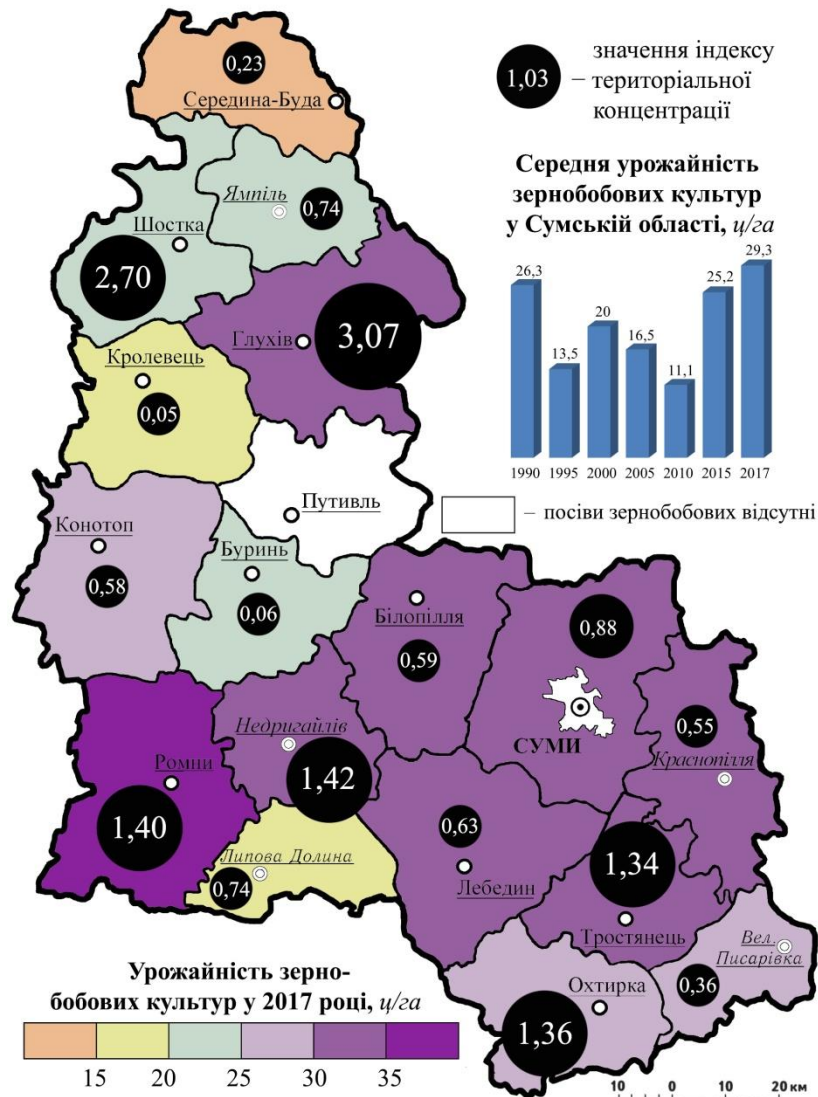 0,23
Середина-Буда
1,03
– значення індексу
територіальної
концентрації
Середня урожайність
зернобобових культур
у Сумській області, ц/га
26,3
13,5
20
16,5
11,1
25,2
29,3
1990
1995
2000
2005
2010
2015
2017
– посіви зернобобових відсутні
Ямпіль
0,74
Шостка
2,70
Глухів
3,07
Кролевець
0,05
Путивль
Конотоп
0,58
Буринь
0,06
Білопілля
0,59
0,88
СУМИ
0,55
Краснопілля
Недригайлів
1,42
Ромни
1,40
Липова Долина
0,74
0,63
Лебедин
1,34
Тростянець
Вел.
Писарівка
0,36
Охтирка
1,36
Урожайність зерно-
бобових культур у 2017 році, ц/га
15 20 25 30 35
10 0 10 20 км